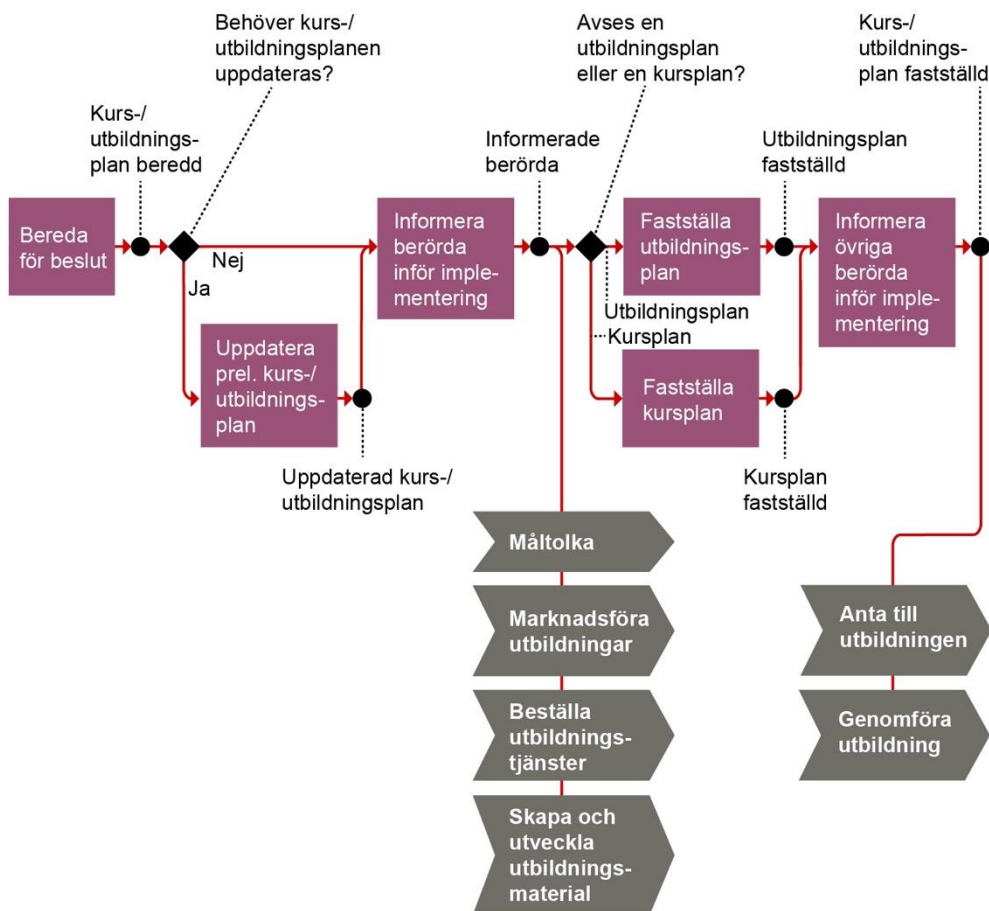 Behöver kurs-/
utbildningsplanen
uppdateras?
Avses en
utbildningsplan
eller en kursplan?
Kurs-/
utbildnings-
plan fastställd
Kurs-/
utbildnings-
plan beredd
Informerade
berörda
Utbildningsplan
fastställd
Bereda
för beslut
Nej
Ja
Informera
berörda
inför imple-
mentering
Fastställa
utbildnings-
plan
Informera
övriga
berörda
inför imple-
mentering
Utbildningsplan
Kursplan
Uppdatera
prel. kurs-/
utbildnings-
plan
Fastställa
kursplan
Uppdaterad kurs-/
utbildningsplan
Kursplan
fastställd
Måltolka
Marknadsföra
utbildningar
Beställa
utbildnings-
tjänster
Skapa och
utveckla
utbildnings-
material
Anta till
utbildningen
Genomföra
utbildning